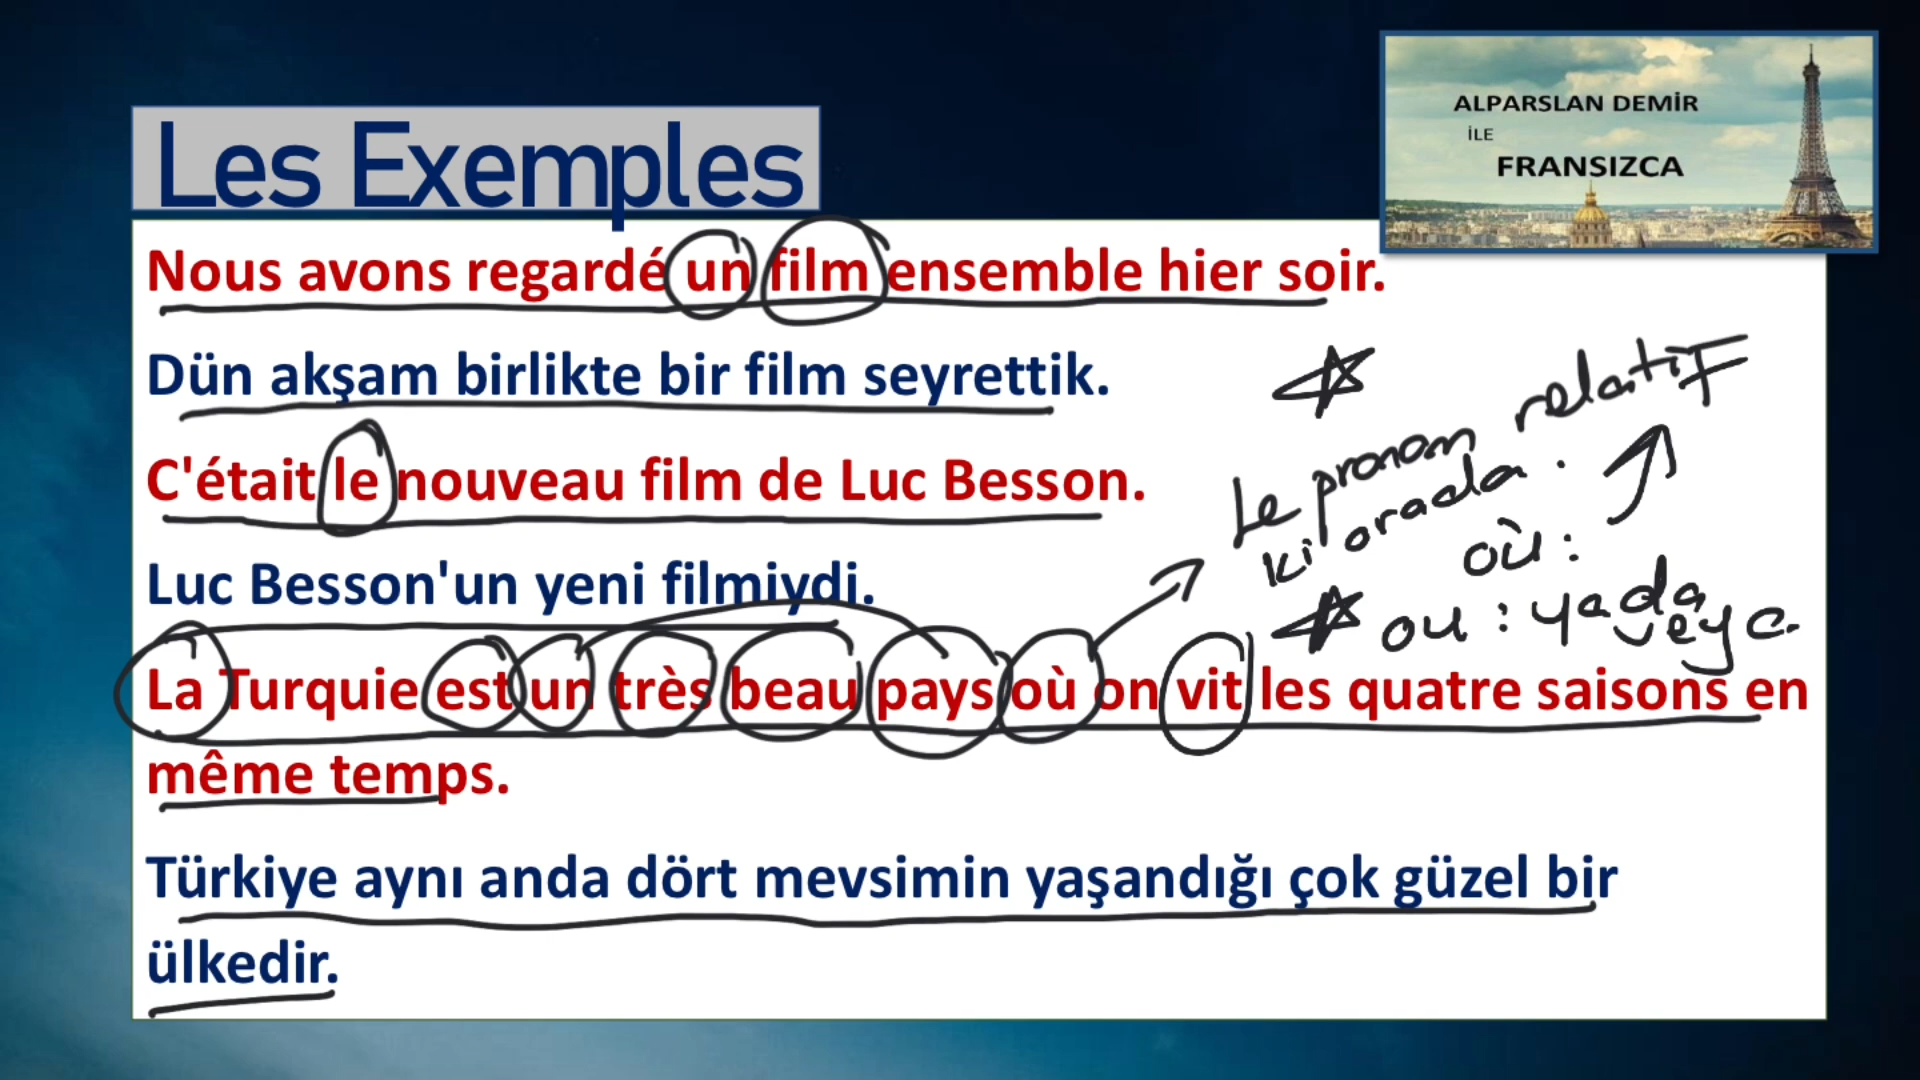 ALPARSLAN DEMİR
İLE
FRANSIZCA
Les Exemples
Nous avons regardé un film ensemble hier soir.
Dün akşam birlikte bir film seyrettik.
C'était le nouveau film de Luc Besson.
Luc Besson'un yeni filmiydi.
La Turquie est un très beau pays où on vit les quatre saisons en
même temps.
Türkiye aynı anda dört mevsimin yaşandığı çok güzel bir
ülkedir.
Le pronom relatif
ki orada.
où:
ou: yada
veya